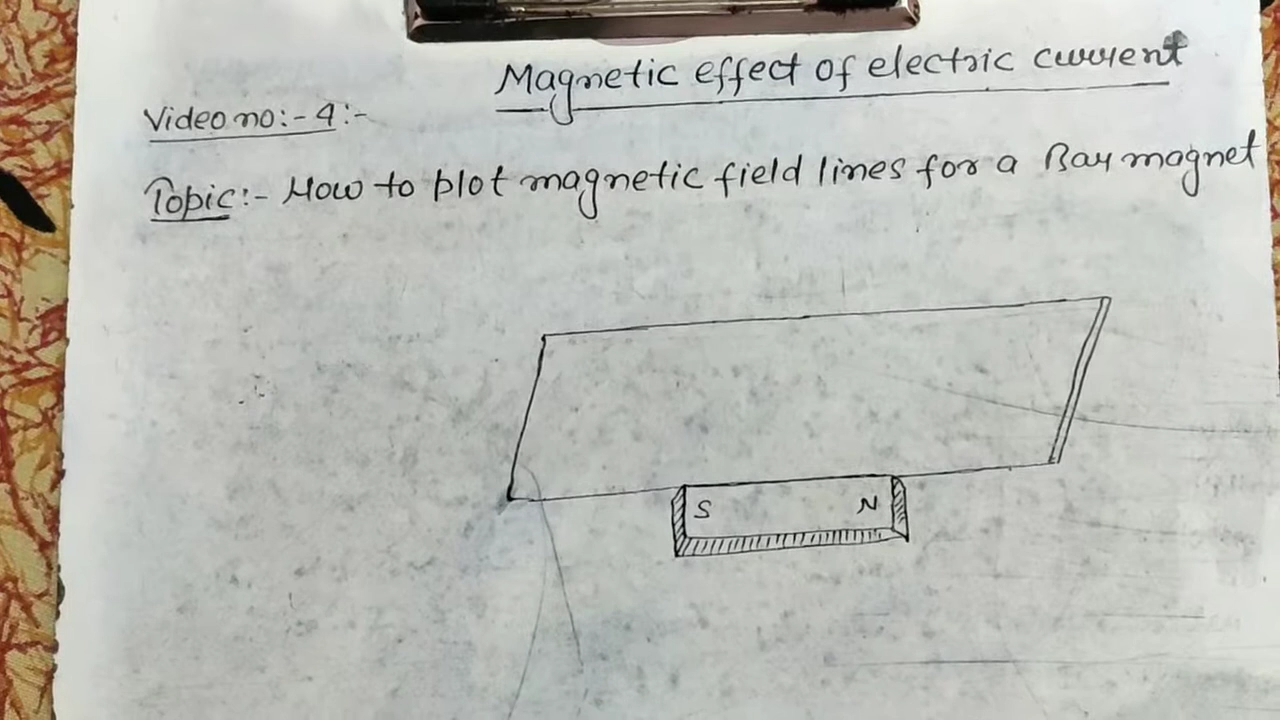 Magnetic effect of electric current
Video no:- 4:-
Topic:- How to plot magnetic field lines for a Bar magnet
S N